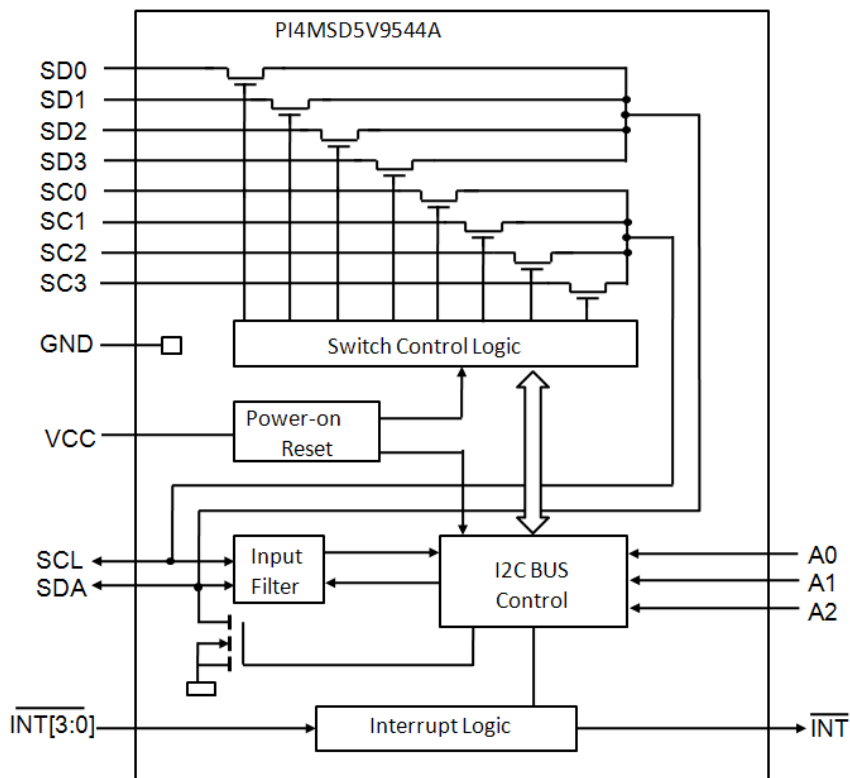 PI4MSD5V9544A
SD0
SD1
SD2
SD3
SC0
SC1
SC2
SC3
GND
Switch Control Logic
Power-on
Reset
VCC
SCL
SDA
Input
Filter
I2C BUS
Control
A0
A1
A2
INT[3:0]
Interrupt Logic
INT